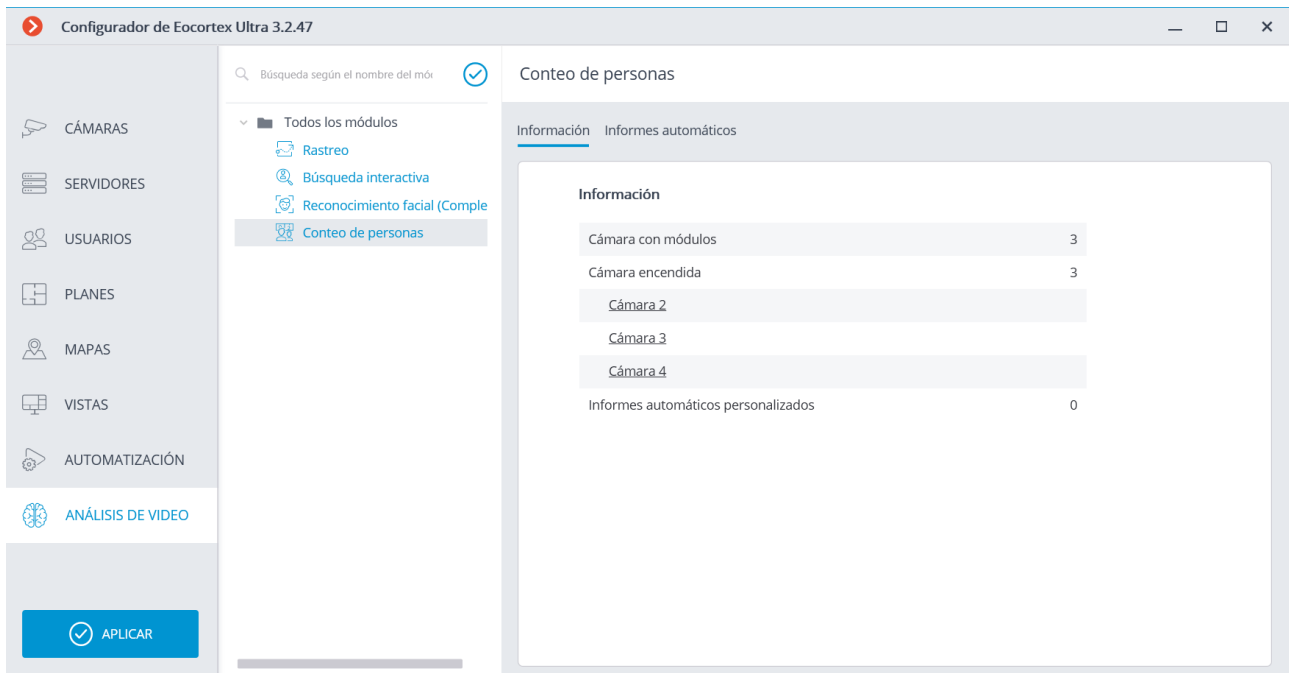 Configurador de Eocortex Ultra 3.2.47
CÁMARAS
SERVIDORES
USUARIOS
PLANES
MAPAS
VISTAS
AUTOMATIZACIÓN
ANÁLISIS DE VIDEO
APLICAR
Búsqueda según el nombre del
Todos los módulos
Rastreo
Búsqueda interactiva
Reconocimiento facial (Comple
Conteo de personas
Conteo de personas
Información Informes automáticos
Información
Cámara con módulos 3
Cámara encendida 3
Cámara 2
Cámara 3
Cámara 4
Informes automáticos personalizados 0